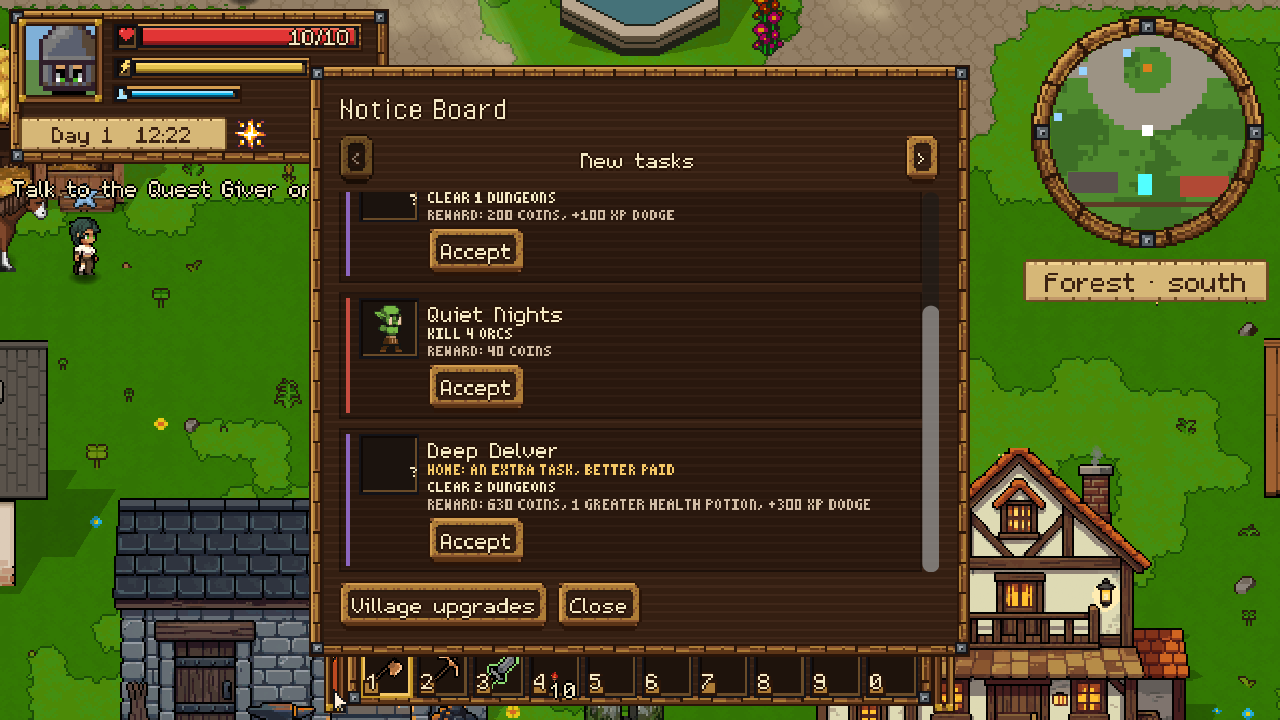 10/10
Day 1 12:22
Talk to the Quest Giver or
Notice Board
<
New tasks
>
?
CLEAR 1 DUNGEONS
REWARD: 200 COINS, +100 XP DODGE
Accept
Quiet Nights
KILL 4 ORCS
REWARD: 40 COINS
Accept
?
Deep Delver
HOME: AN EXTRA TASK, BETTER PAID
CLEAR 2 DUNGEONS
REWARD: 630 COINS, 1 GREATER HEALTH POTION, +300 XP DODGE
Accept
Village upgrades
Close
Forest · south
1 2 3 4 10 5 6 7 8 9 0